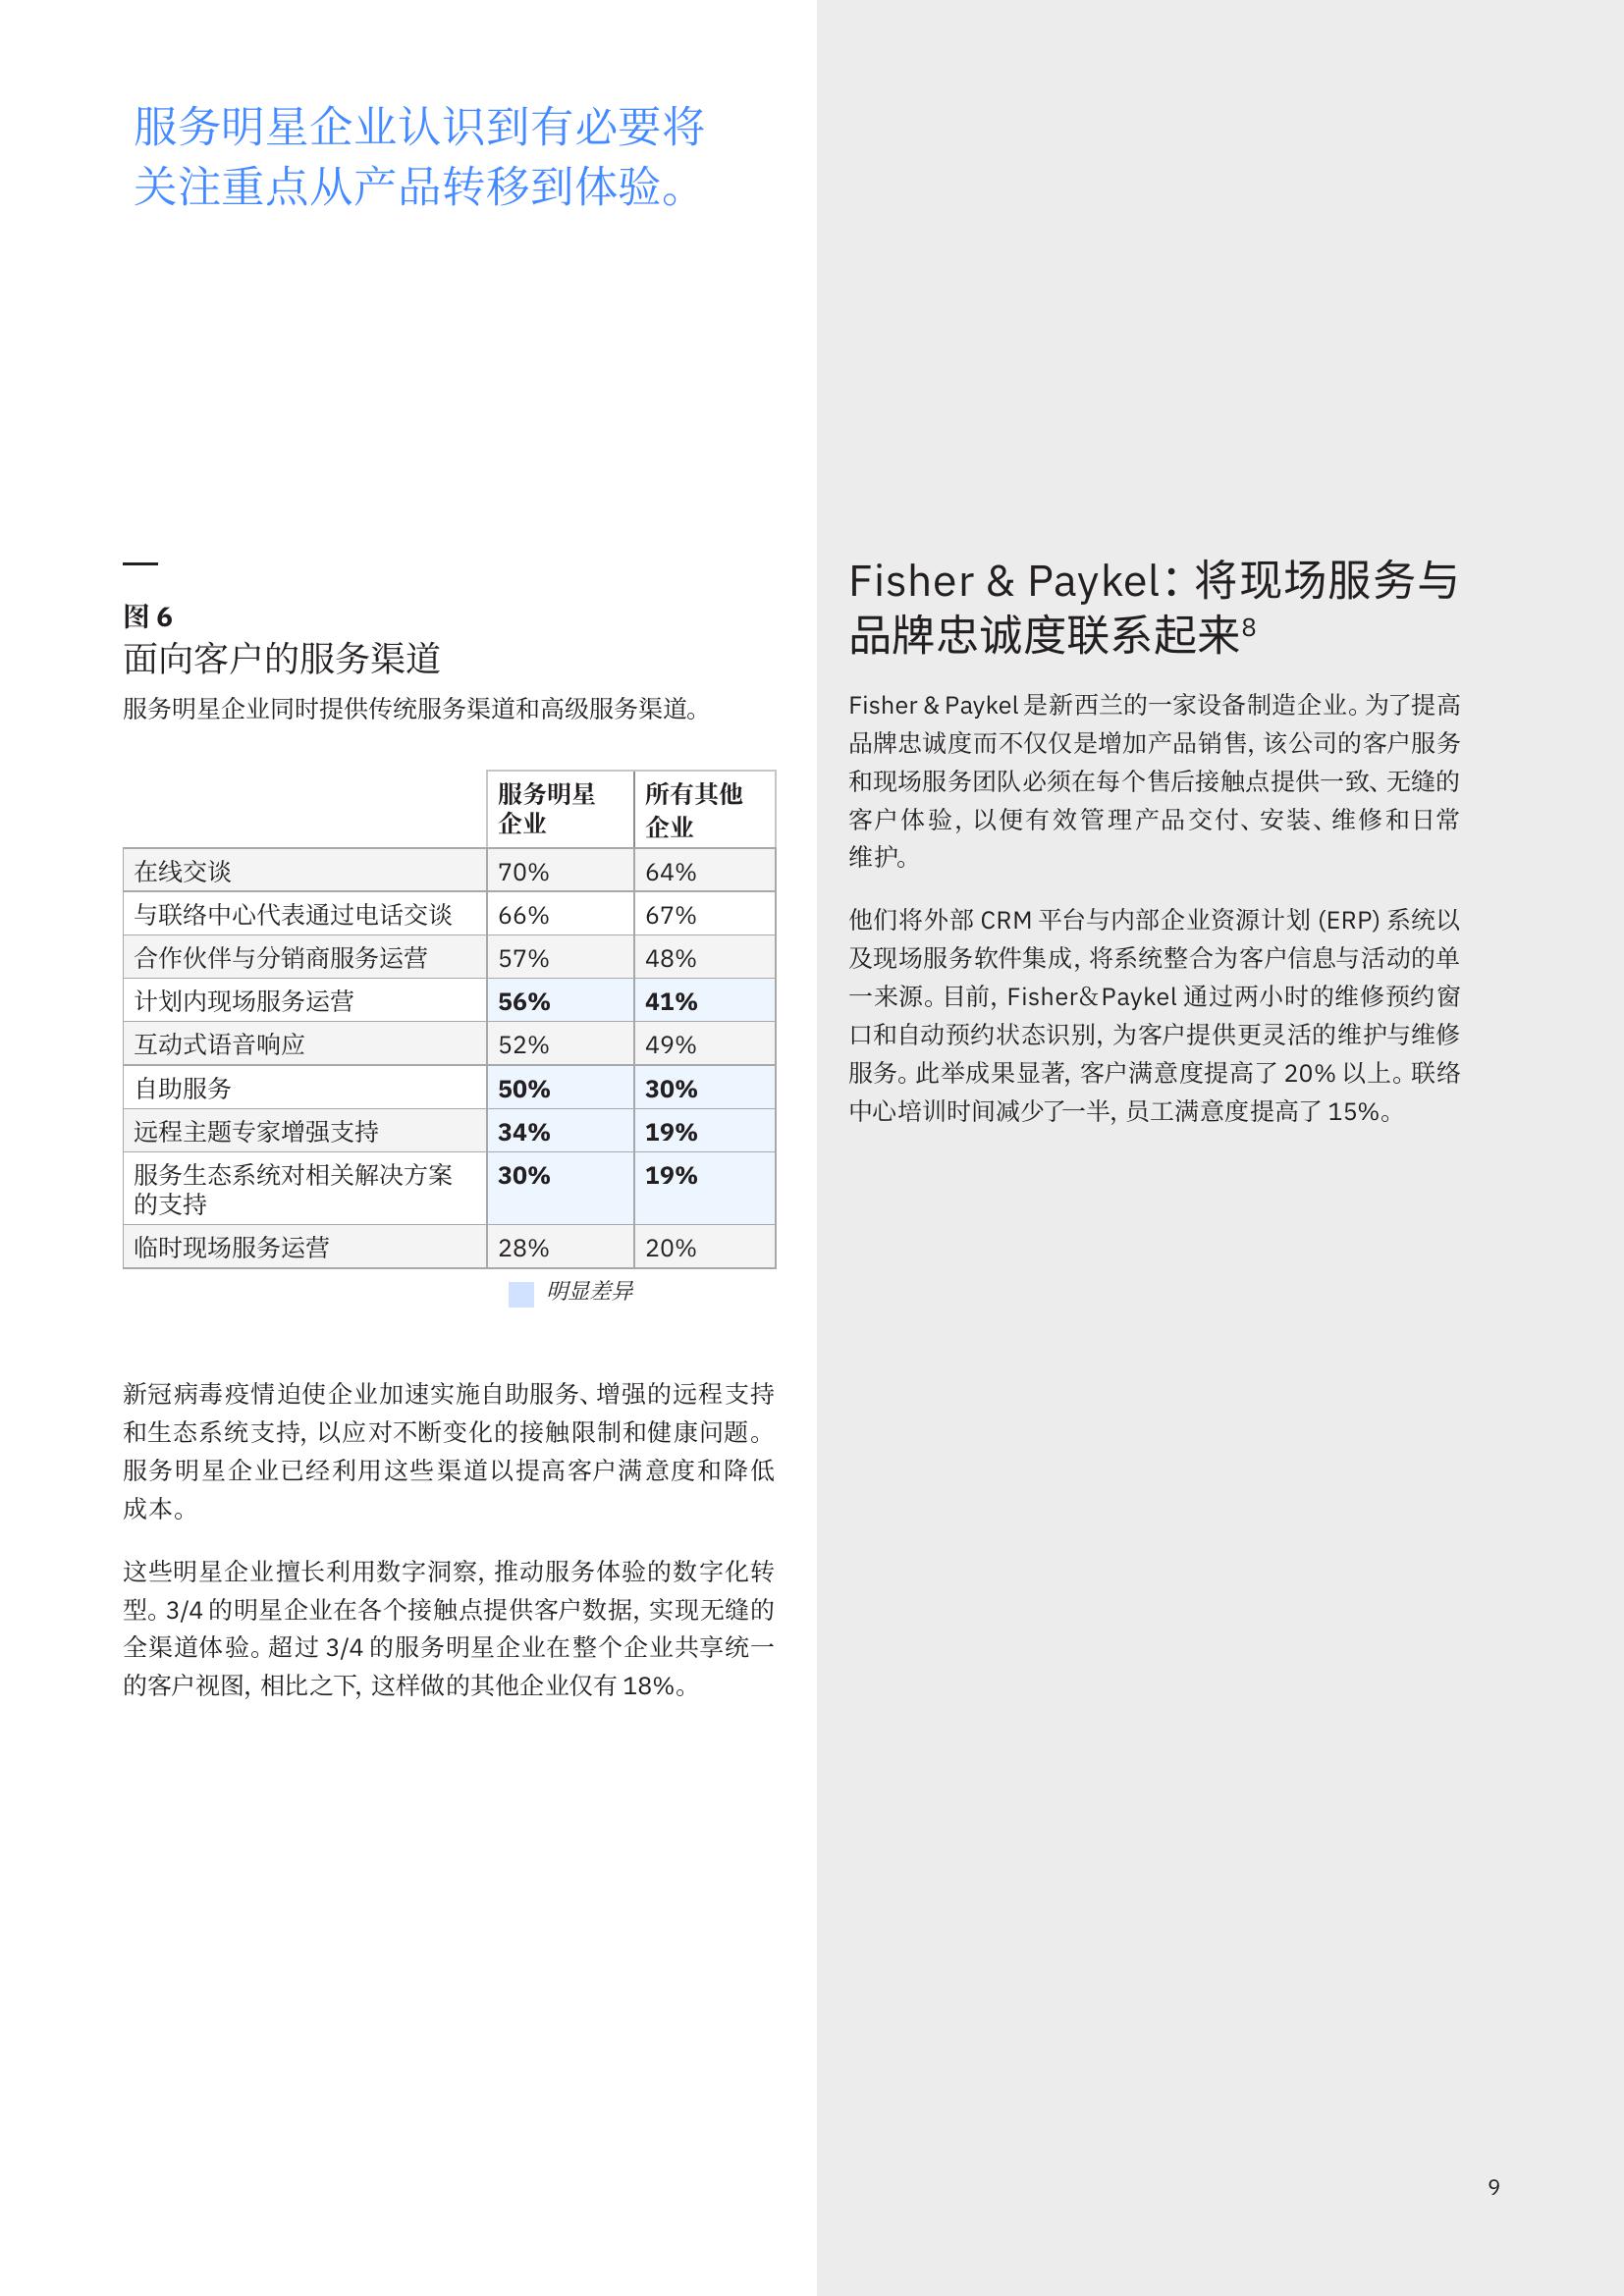 服务明星企业认识到有必要将
关注重点从产品转移到体验。
图 6
面向客户的服务渠道
服务明星企业同时提供传统服务渠道和高级服务渠道。
服务明星 所有其他
企业 企业
在线交谈 70% 64%
与联络中心代表通过电话交谈 66% 67%
合作伙伴与分销商服务运营 57% 48%
计划内现场服务运营 56% 41%
互动式语音响应 52% 49%
自助服务 50% 30%
远程主题专家增强支持 34% 19%
服务生态系统对相关解决方案 30% 19%
的支持
临时现场服务运营 28% 20%
明显差异
新冠病毒疫情迫使企业加速实施自助服务、增强的远程支持
和生态系统支持, 以应对不断变化的接触限制和健康问题。
服务明星企业已经利用这些渠道以提高客户满意度和降低
成本。
这些明星企业擅长利用数字洞察, 推动服务体验的数字化转
型。3/4 的明星企业在各个接触点提供客户数据, 实现无缝的
全渠道体验。超过 3/4 的服务明星企业在整个企业共享统一
的客户视图, 相比之下, 这样做的其他企业仅有 18%。
Fisher & Paykel: 将现场服务与
品牌忠诚度联系起来8
Fisher & Paykel 是新西兰的一家设备制造企业。为了提高
品牌忠诚度而不仅仅是增加产品销售, 该公司的客户服务
和现场服务团队必须在每个售后接触点提供一致、无缝的
客户体验, 以便有效管理产品交付、安装、维修和日常
维护。
他们将外部 CRM 平台与内部企业资源计划 (ERP) 系统以
及现场服务软件集成, 将系统整合为客户信息与活动的单
一来源。目前, Fisher&Paykel 通过两小时的维修预约窗
口和自动预约状态识别, 为客户提供更灵活的维护与维修
服务。此举成果显著, 客户满意度提高了 20% 以上。联络
中心培训时间减少了一半, 员工满意度提高了 15%。
9